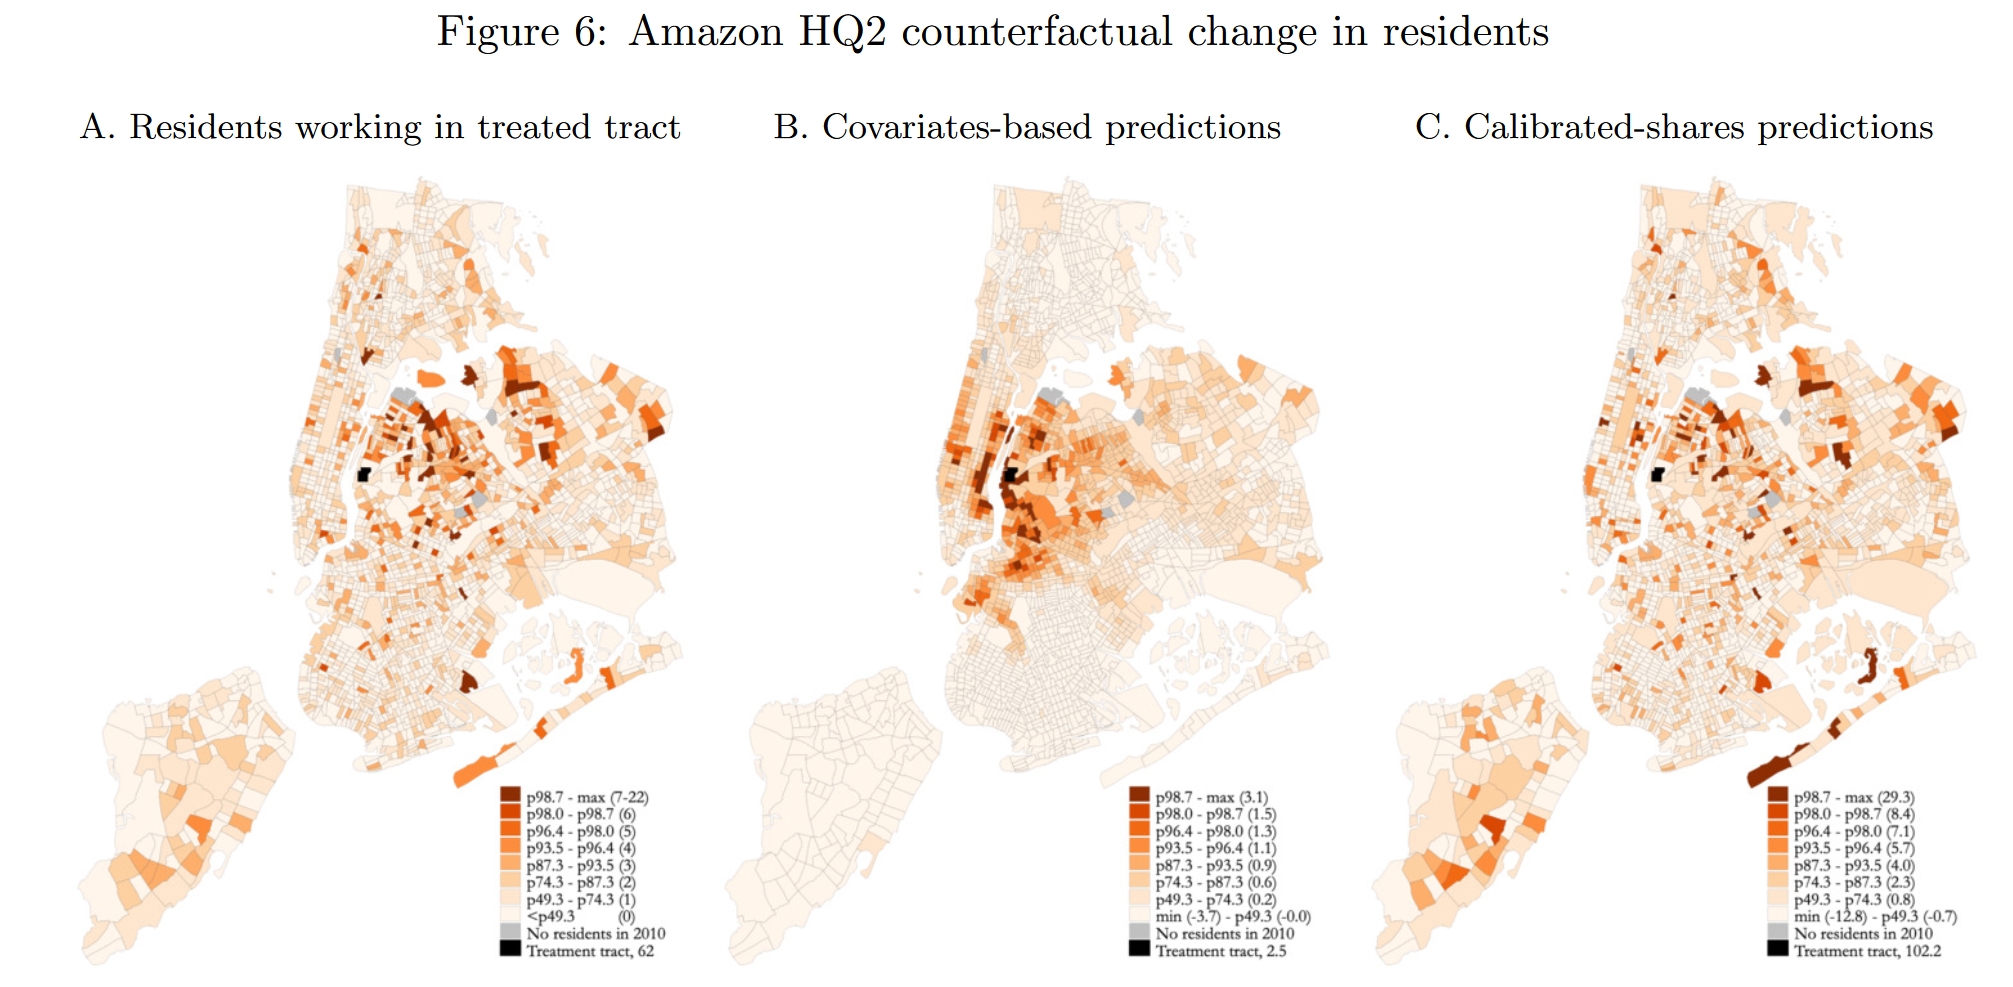 Figure 6: Amazon HQ2 counterfactual change in residents
A. Residents working in treated tract
B. Covariates-based predictions
C. Calibrated-shares predictions
p98.7 - max (7-22)
p98.0 - p98.7 (6)
p96.4 - p98.0 (5)
p93.5 - p96.4 (4)
p87.3 - p93.5 (3)
p74.3 - p87.3 (2)
p49.3 - p74.3 (1)
<p49.3 (0)
No residents in 2010
Treatment tract, 62
p98.7 - max (3.1)
p98.0 - p98.7 (1.5)
p96.4 - p98.0 (1.3)
p93.5 - p96.4 (1.1)
p87.3 - p93.5 (0.9)
p74.3 - p87.3 (0.6)
p49.3 - p74.3 (0.2)
min (-3.7) - p49.3 (-0.0)
No residents in 2010
Treatment tract, 2.5
p98.7 - max (29.3)
p98.0 - p98.7 (8.4)
p96.4 - p98.0 (7.1)
p93.5 - p96.4 (5.7)
p87.3 - p93.5 (4.0)
p74.3 - p87.3 (2.3)
p49.3 - p74.3 (0.8)
min (-12.8) - p49.3 (-0.7)
No residents in 2010
Treatment tract, 102.2